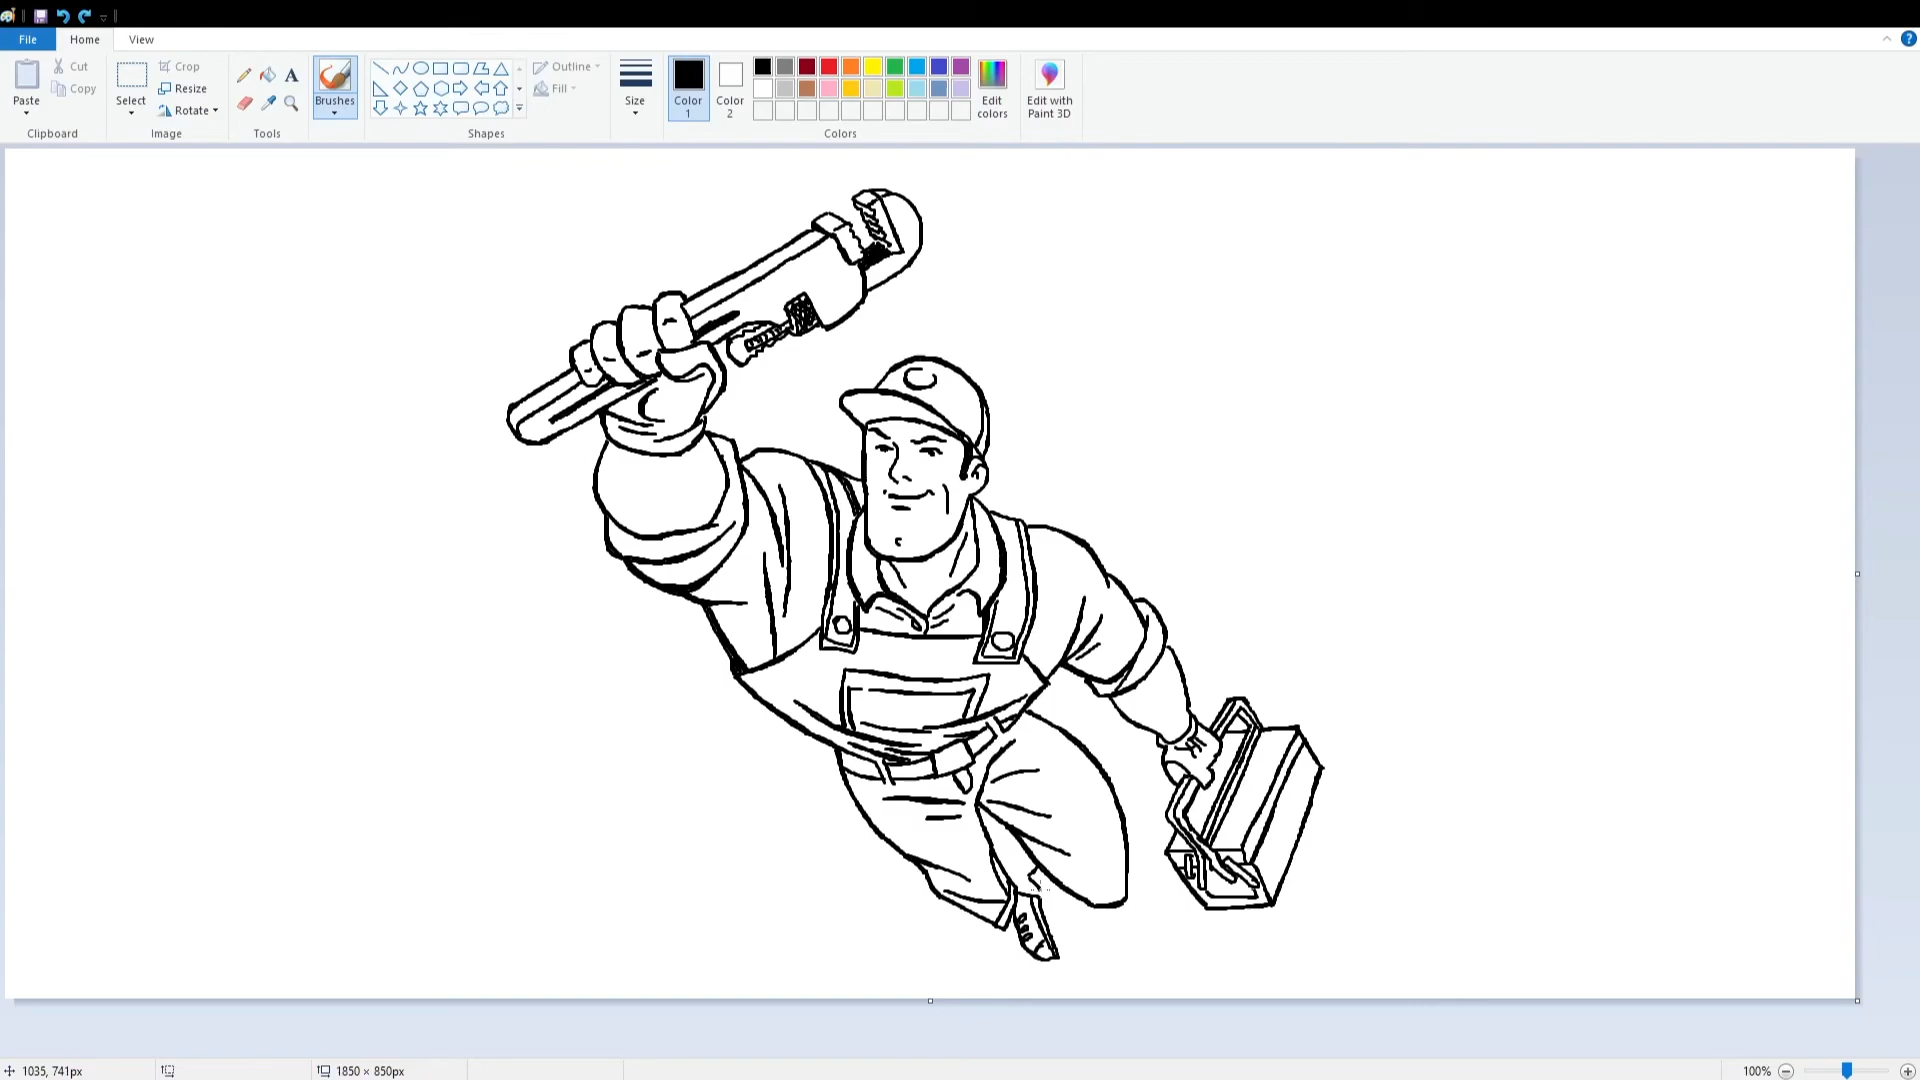 File Home View
Paste
Cut
Copy
Clipboard
Select
Crop
Resize
Rotate
Image
A
Tools
Brushes
Shapes
Outline
Fill
Size
Color 1
Color 2
Colors
Edit colors
Edit with Paint 3D
?
1035, 741px
1850 × 850px
100%